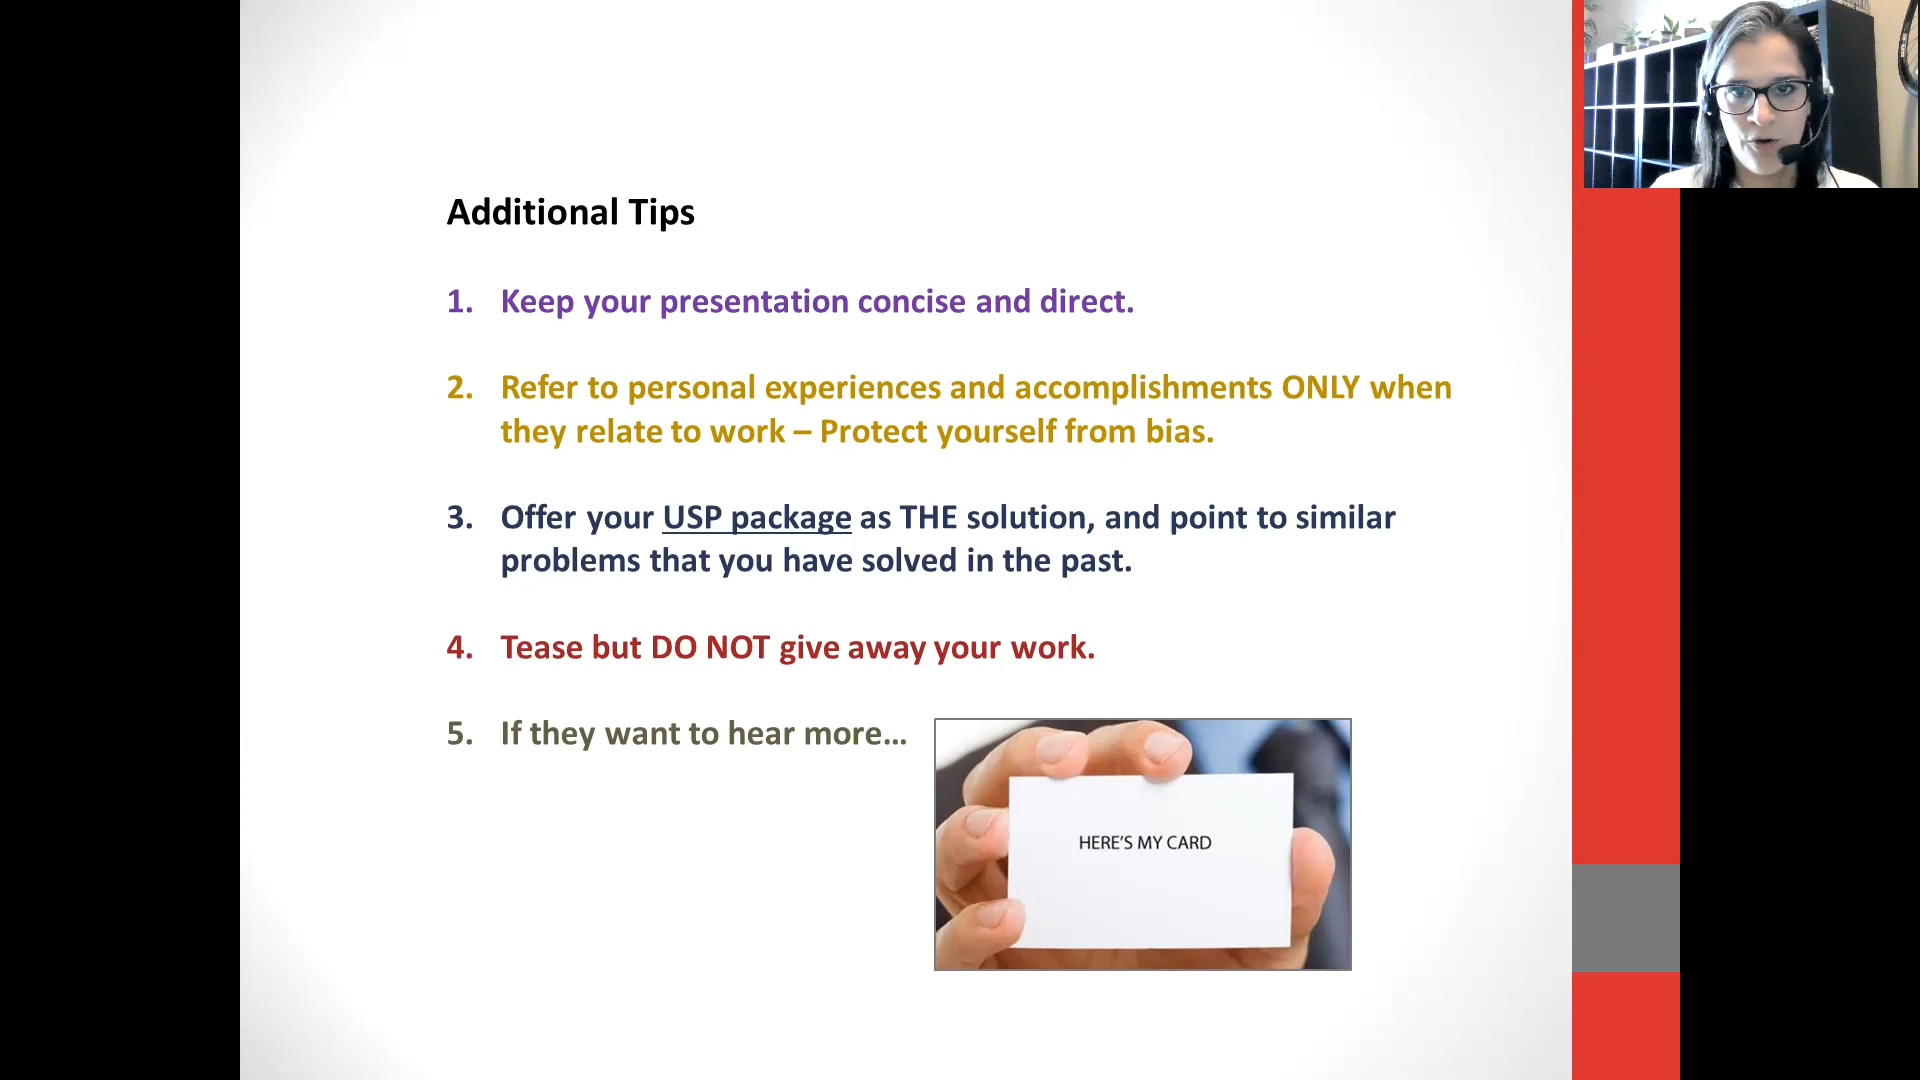 Additional Tips
1. Keep your presentation concise and direct.
2. Refer to personal experiences and accomplishments ONLY when
they relate to work – Protect yourself from bias.
3. Offer your USP package as THE solution, and point to similar
problems that you have solved in the past.
4. Tease but DO NOT give away your work.
5. If they want to hear more...
HERE'S MY CARD